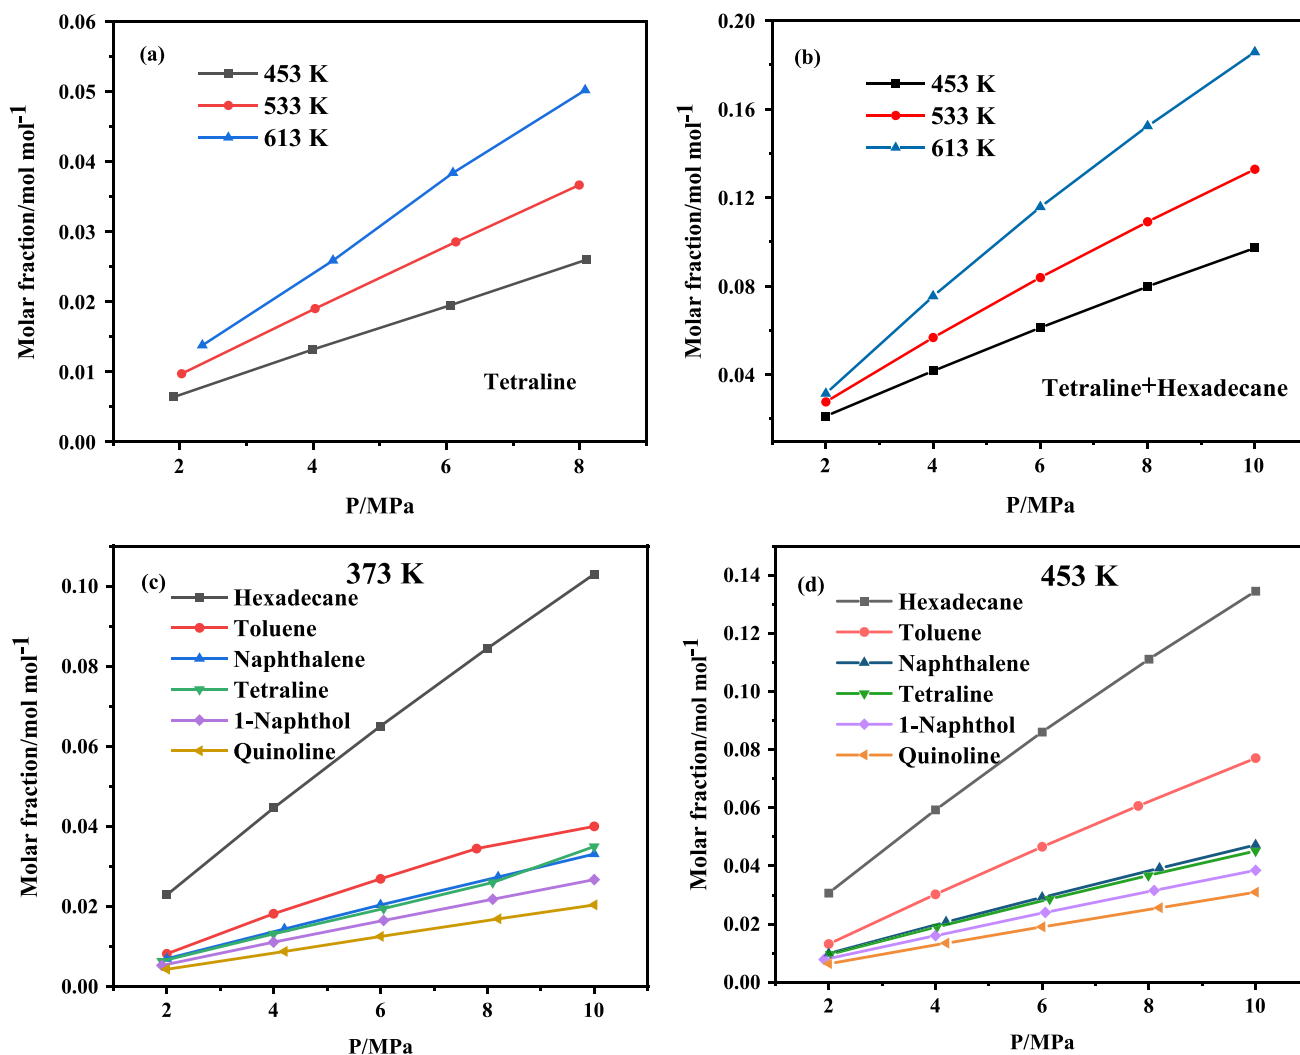 (a)
453 K
533 K
613 K
Tetraline
0.06
0.05
0.04
0.03
0.02
0.01
0.00
2
4
6
8
P/MPa
Molar fraction/mol mol-1
(b)
453 K
533 K
613 K
Tetraline+Hexadecane
0.20
0.16
0.12
0.08
0.04
2
4
6
8
10
P/MPa
Molar fraction/mol mol-1
(c)
373 K
Hexadecane
Toluene
Naphthalene
Tetraline
1-Naphthol
Quinoline
0.10
0.08
0.06
0.04
0.02
0.00
2
4
6
8
10
P/MPa
Molar fraction/mol mol-1
(d)
453 K
Hexadecane
Toluene
Naphthalene
Tetraline
1-Naphthol
Quinoline
0.14
0.12
0.10
0.08
0.06
0.04
0.02
0.00
2
4
6
8
10
P/MPa
Molar fraction/mol mol-1